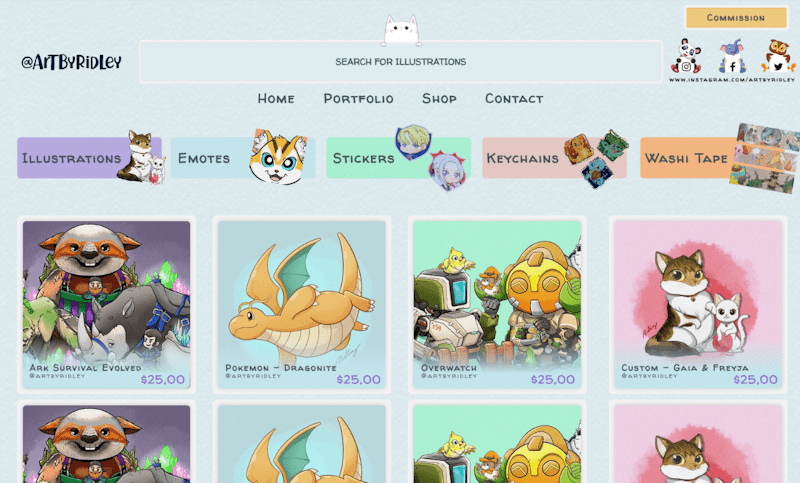 Commission
@ArtByRidley
SEARCH FOR ILLUSTRATIONS
www.instagram.com/artbyridley
Home Portfolio Shop Contact
Illustrations Emotes Stickers Keychains Washi Tape
Ark Survival Evolved
@artbyridley
$25,00
Pokemon - Dragonite
@artbyridley
$25,00
Overwatch
@artbyridley
$25,00
Custom - Gaia & Freyja
@artbyridley
$25,00